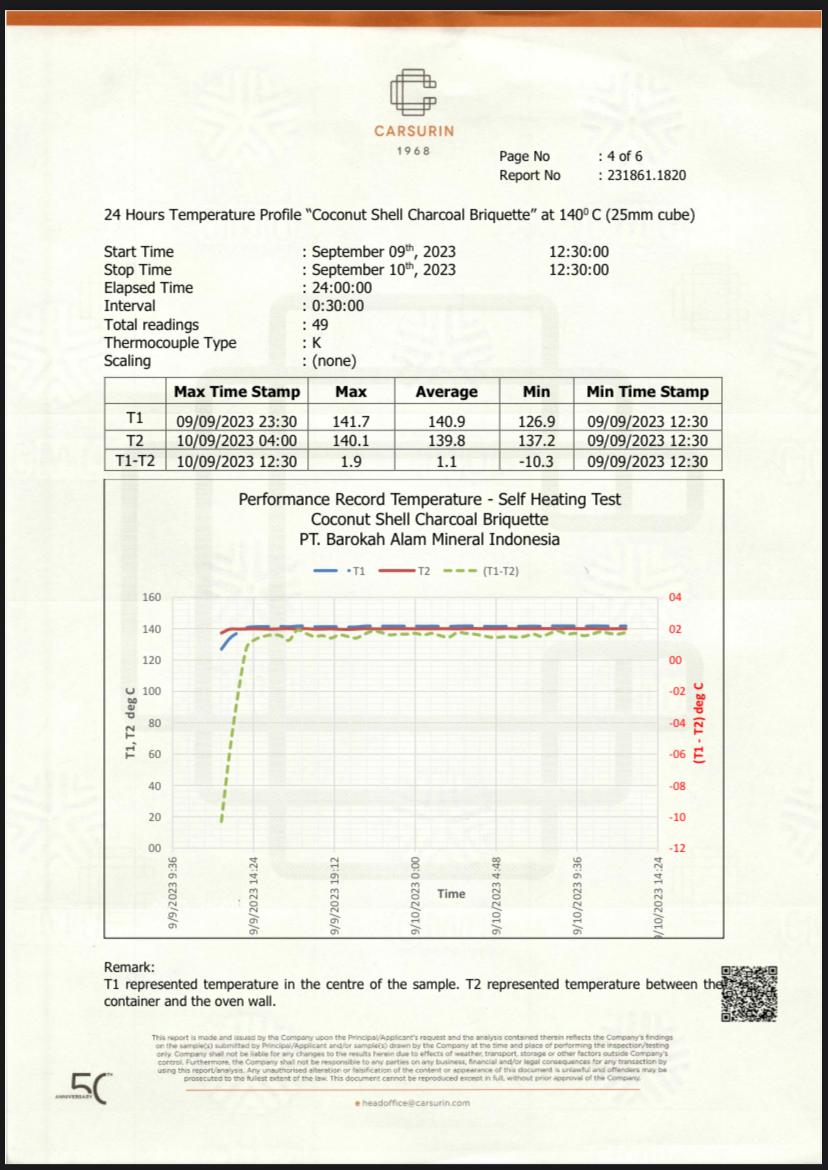 CARSURIN
1968
Page No : 4 of 6
Report No : 231861.1820
24 Hours Temperature Profile “Coconut Shell Charcoal Briquette” at 140⁰ C (25mm cube)
Start Time : September 09th, 2023 12:30:00
Stop Time : September 10th, 2023 12:30:00
Elapsed Time : 24:00:00
Interval : 0:30:00
Total readings : 49
Thermocouple Type : K
Scaling : (none)
Max Time Stamp Max Average Min Min Time Stamp
T1 09/09/2023 23:30 141.7 140.9 126.9 09/09/2023 12:30
T2 10/09/2023 04:00 140.1 139.8 137.2 09/09/2023 12:30
T1-T2 10/09/2023 12:30 1.9 1.1 -10.3 09/09/2023 12:30
Performance Record Temperature - Self Heating Test
Coconut Shell Charcoal Briquette
PT. Barokah Alam Mineral Indonesia
T1 T2 (T1-T2)
160 04
140 02
120 00
100 -02
80 -04
60 -06
40 -08
20 -10
00 -12
T1, T2 deg C
(T1 - T2) deg C
9/9/2023 9:36
9/9/2023 14:24
9/9/2023 19:12
9/10/2023 0:00
9/10/2023 4:48
9/10/2023 9:36
9/10/2023 14:24
Time
Remark:
T1 represented temperature in the centre of the sample. T2 represented temperature between the
container and the oven wall.
This report is made and issued by the Company upon the Principal/Applicant's request and the analysis contained therein reflects the Company's findings
on the sample(s) submitted by Principal/Applicant and/or sample(s) drawn by the Company at the time and place of performing the inspection/testing
only. Company shall not be liable for any changes to the results herein due to effects of weather, transport, storage or other factors outside Company's
control. Furthermore, the Company shall not be responsible to any parties on any business, financial and/or legal consequences for any transaction by
using this report/analysis. Any unauthorised alteration or falsification of the content or appearance of this document is unlawful and offenders may be
prosecuted to the fullest extent of the law. This document cannot be reproduced except in full, without prior approval of the Company.
50TH
ANNIVERSARY
headoffice@carsurin.com